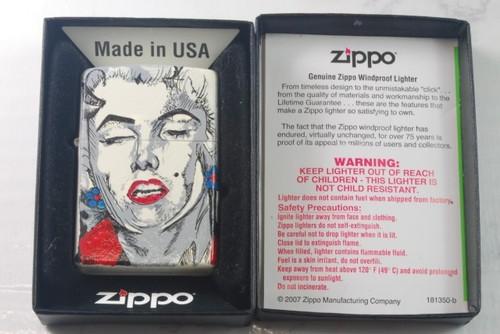 Made in USA
zippo
zippo
Genuine Zippo Windproof Lighter
From timeless design to the unmistakable "click" . . .
from the quality of materials and workmanship to the
Lifetime Guarantee . . . these are the features that
make a Zippo lighter so satisfying to own.
The fact that the Zippo windproof lighter has
endured, virtually unchanged, for over 75 years is
proof of its appeal to millions of users and collectors.
WARNING:
KEEP LIGHTER OUT OF REACH
OF CHILDREN - THIS LIGHTER IS
NOT CHILD RESISTANT.
Lighter does not contain fuel when shipped from factory.
Safety Precautions:
Ignite lighter away from face and clothing.
Zippo lighters do not self-extinguish.
Be careful not to drop lighter when it is lit.
Close lid to extinguish flame.
When filled, lighter contains flammable fluid.
Fuel is a skin irritant, do not overfill.
Keep away from heat above 120° F (49° C) and avoid prolonged
exposure to sunlight.
Do not incinerate.
© 2007 Zippo Manufacturing Company 181350-b